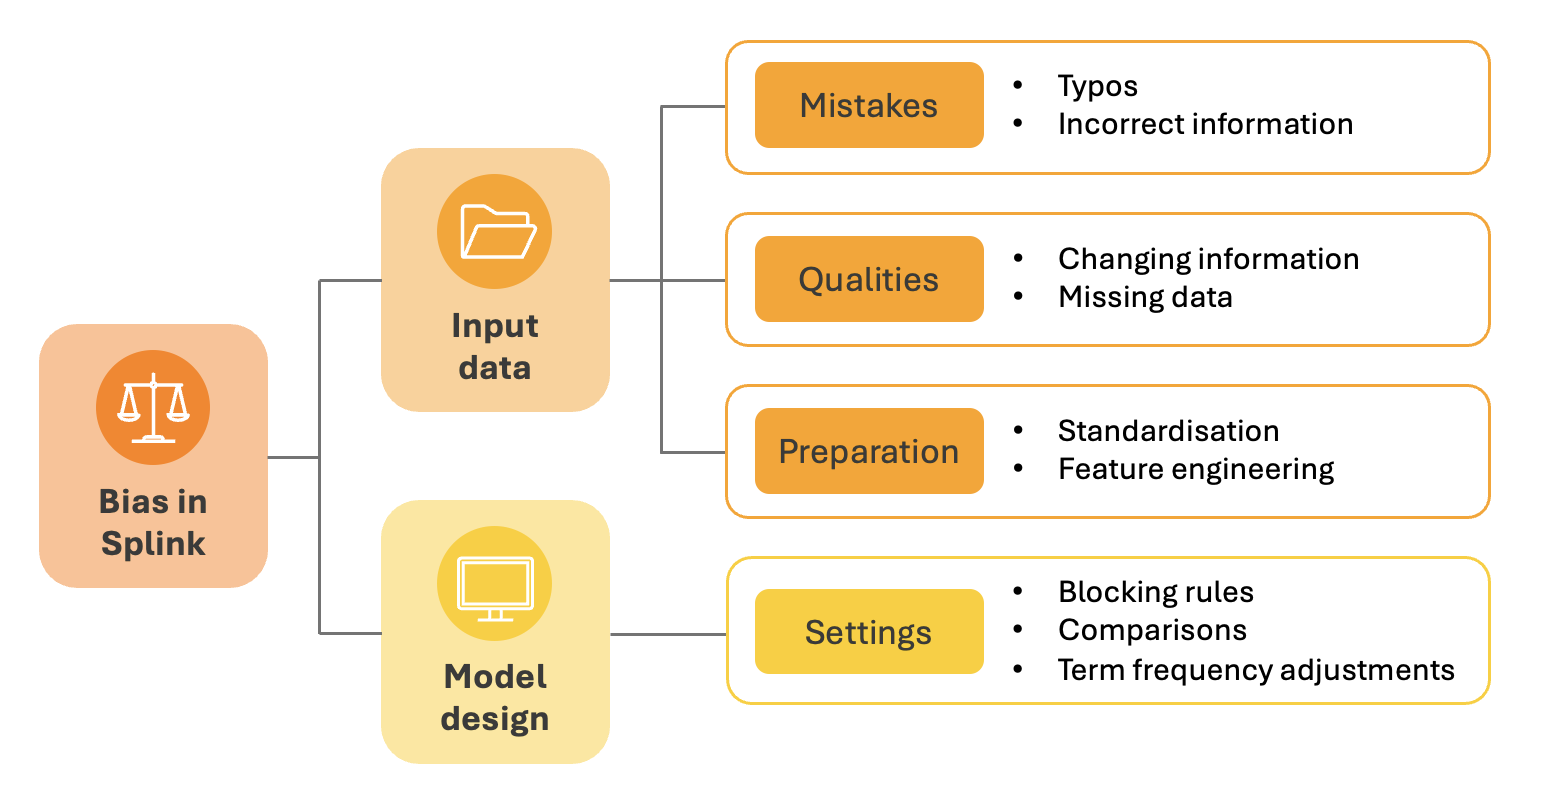 Bias in
Splink
Input
data
Mistakes
• Typos
• Incorrect information
Qualities
• Changing information
• Missing data
Preparation
• Standardisation
• Feature engineering
Model
design
Settings
• Blocking rules
• Comparisons
• Term frequency adjustments